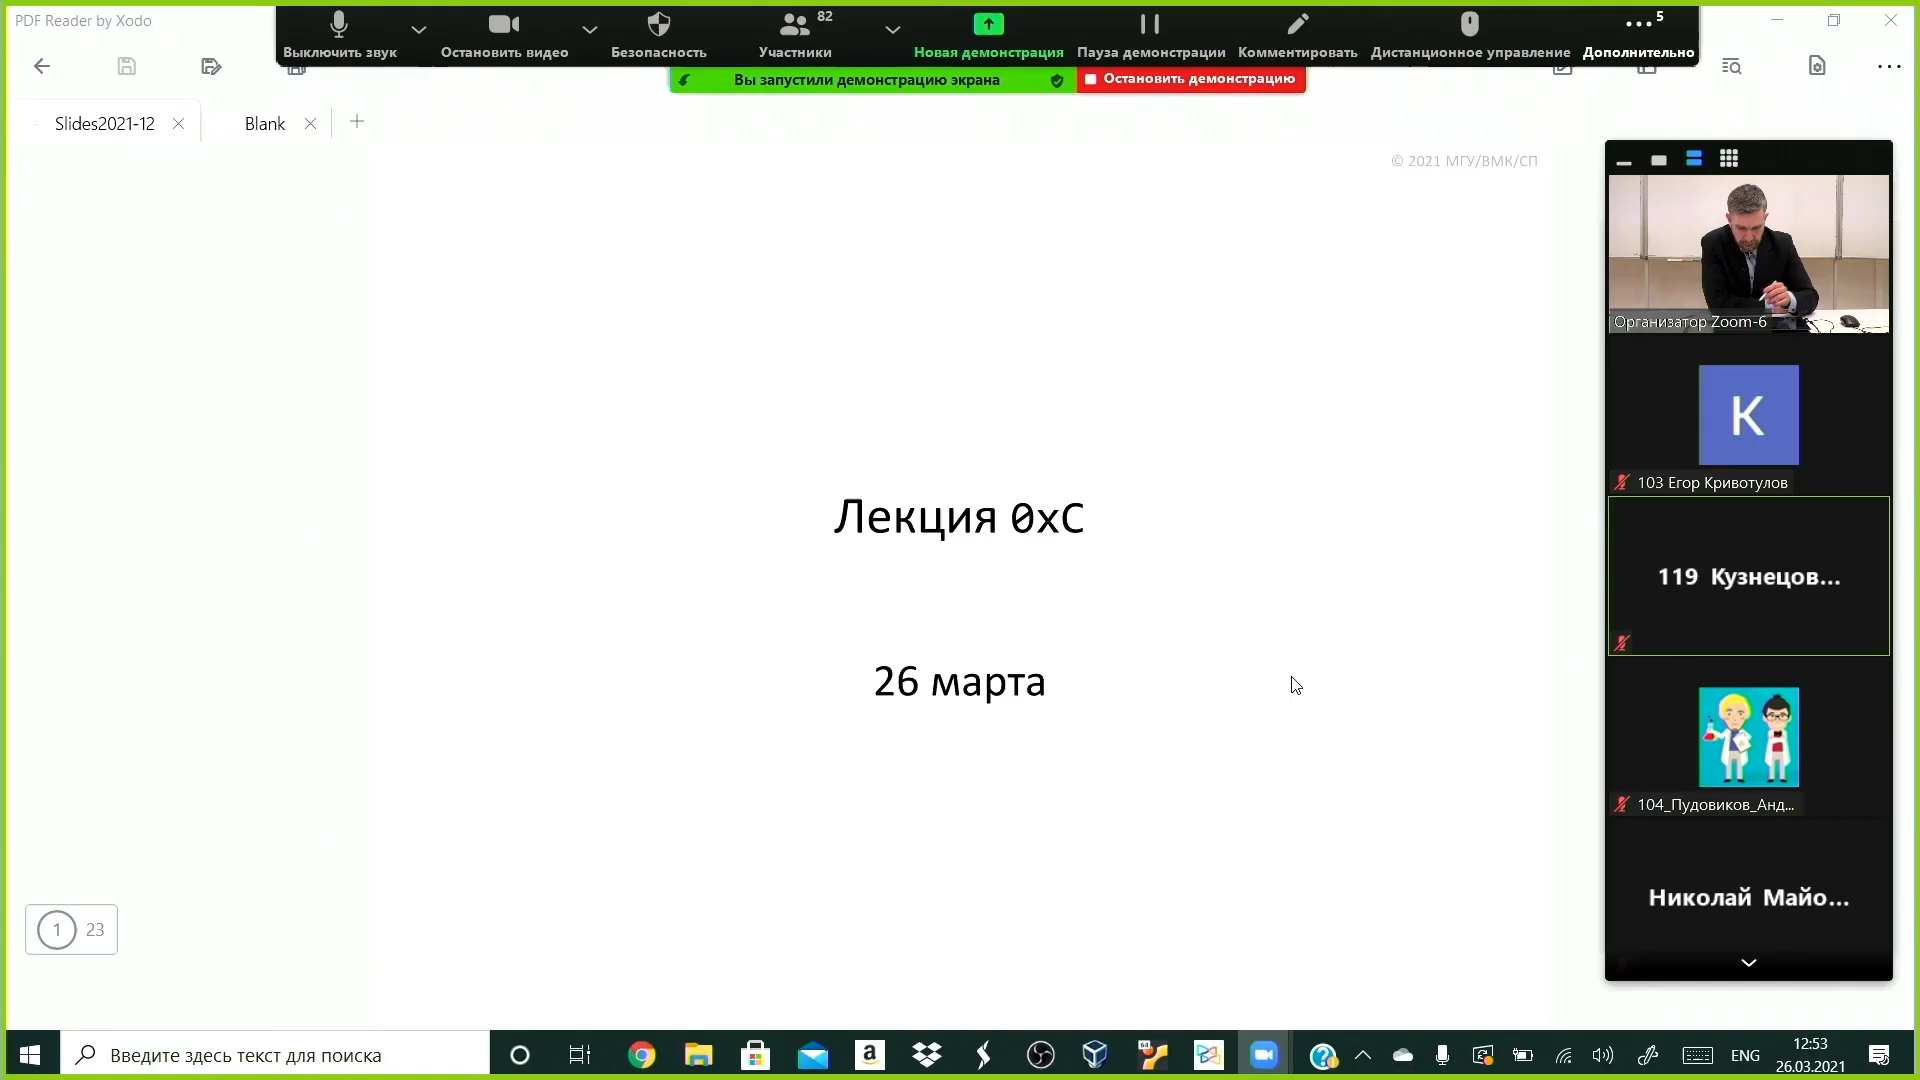 PDF Reader by Xodo
82
5
Выключить звук
Остановить видео
Безопасность
Участники
Новая демонстрация
Пауза демонстрации
Комментировать
Дистанционное управление
Дополнительно
Вы запустили демонстрацию экрана
Остановить демонстрацию
Slides2021-12
Blank
© 2021 МГУ/ВМК/СП
Лекция 0xC
26 марта
Организатор Zoom-6
K
103 Егор Кривотулов
119 Кузнецов...
104_Пудовиков_Анд...
Николай Майо...
1 23
Введите здесь текст для поиска
a
64
ENG
12:53
26.03.2021